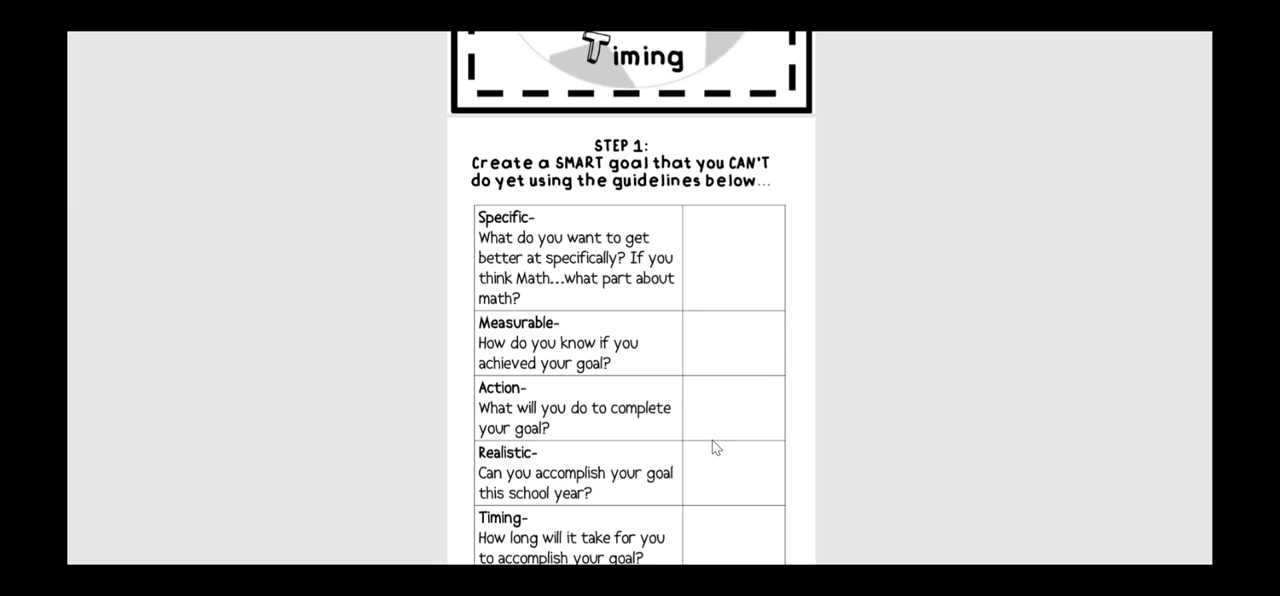 Timing
STEP 1:
Create a SMART goal that you CAN'T
do yet using the guidelines below...
Specific-
What do you want to get
better at specifically? If you
think Math...what part about
math?
Measurable-
How do you know if you
achieved your goal?
Action-
What will you do to complete
your goal?
Realistic-
Can you accomplish your goal
this school year?
Timing-
How long will it take for you
to accomplish your goal?